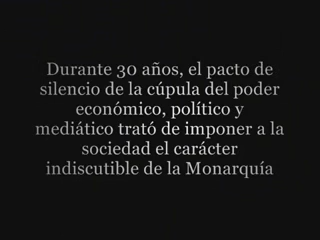 Durante 30 años, el pacto de
silencio de la cúpula del poder
económico, político y
mediático trató de imponer a la
sociedad el carácter
indiscutible de la Monarquía